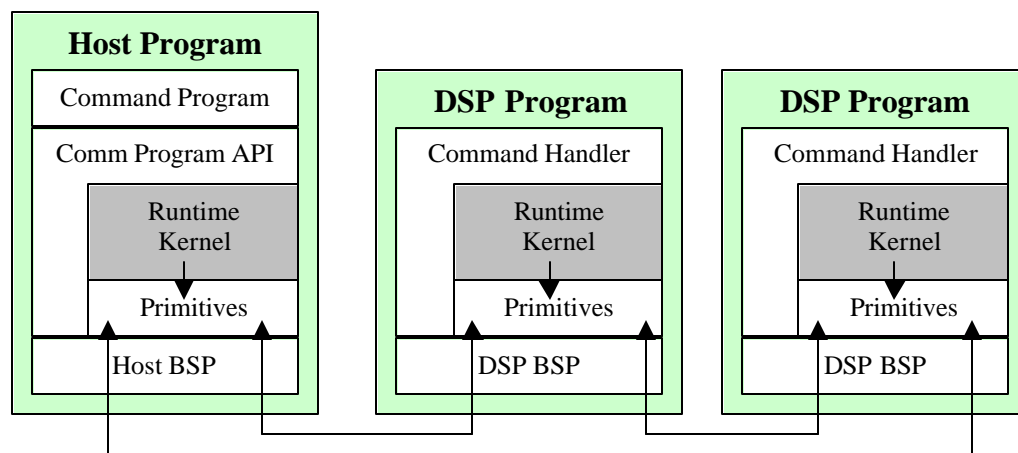 Host Program
Command Program
Comm Program API
Runtime
Kernel
Primitives
Host BSP
DSP Program
Command Handler
Runtime
Kernel
Primitives
DSP BSP
DSP Program
Command Handler
Runtime
Kernel
Primitives
DSP BSP